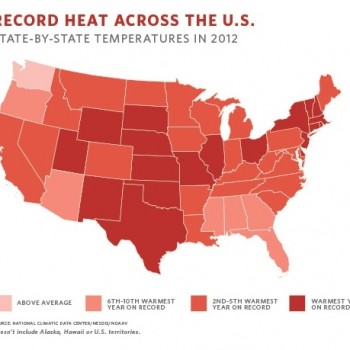 RECORD HEAT ACROSS THE U.S.
STATE-BY-STATE TEMPERATURES IN 2012
ABOVE AVERAGE
6TH-10TH WARMEST
YEAR ON RECORD
2ND-5TH WARMEST
YEAR ON RECORD
WARMEST Y
ON RECORD
SOURCE: NATIONAL CLIMATIC DATA CENTER/NESDIS/NOAA
esn't include Alaska, Hawaii or U.S. territories.